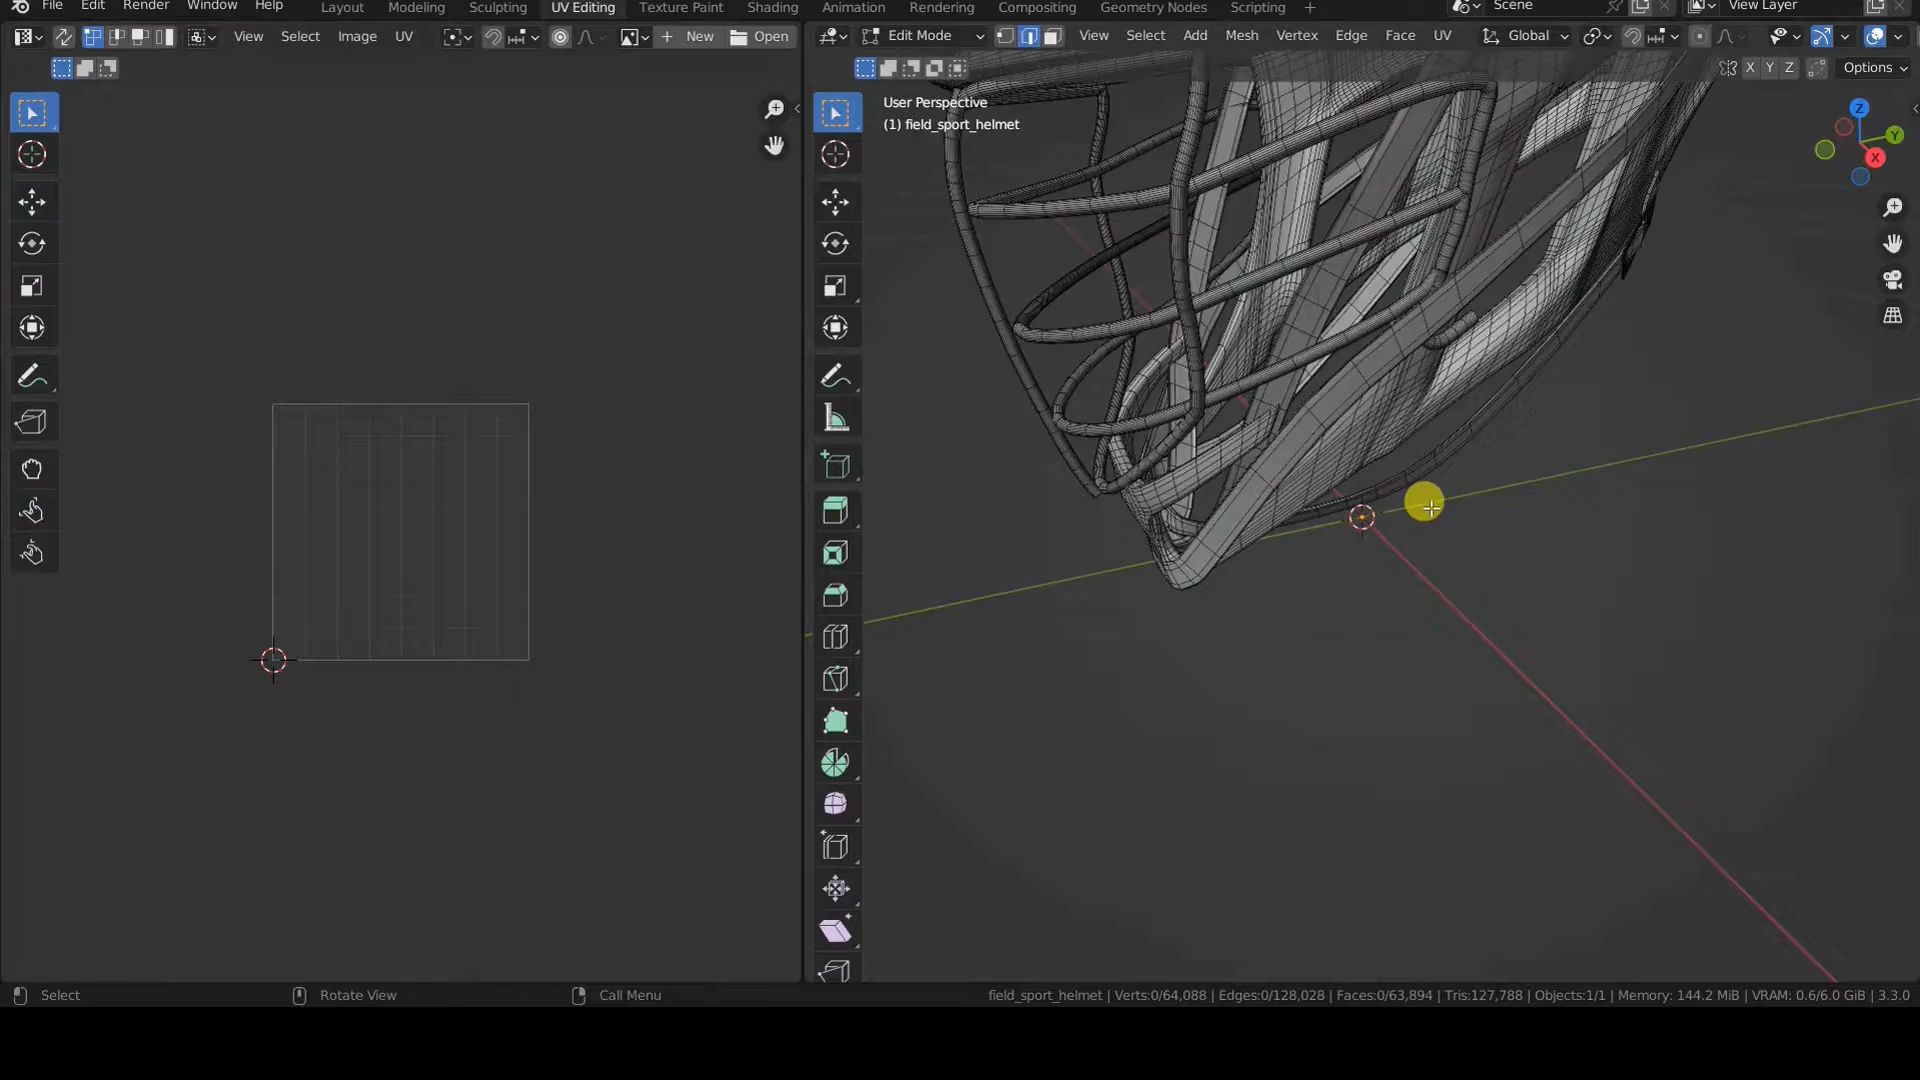 File Edit Render Window Help Layout Modeling Sculpting UV Editing Texture Paint Shading Animation Rendering Compositing Geometry Nodes Scripting + Scene View Layer
View Select Image UV New Open Edit Mode View Select Add Mesh Vertex Edge Face UV Global
X Y Z Options
User Perspective
(1) field_sport_helmet
Z
Y
X
Select Rotate View Call Menu field_sport_helmet | Verts:0/64,088 | Edges:0/128,028 | Faces:0/63,894 | Tris:127,788 | Objects:1/1 | Memory: 144.2 MiB | VRAM: 0.6/6.0 GiB | 3.3.0